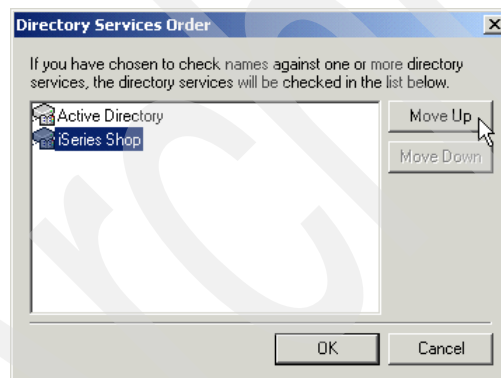 Directory Services Order
If you have chosen to check names against one or more directory
services, the directory services will be checked in the list below.
Active Directory
iSeries Shop
Move Up
Move Down
OK
Cancel